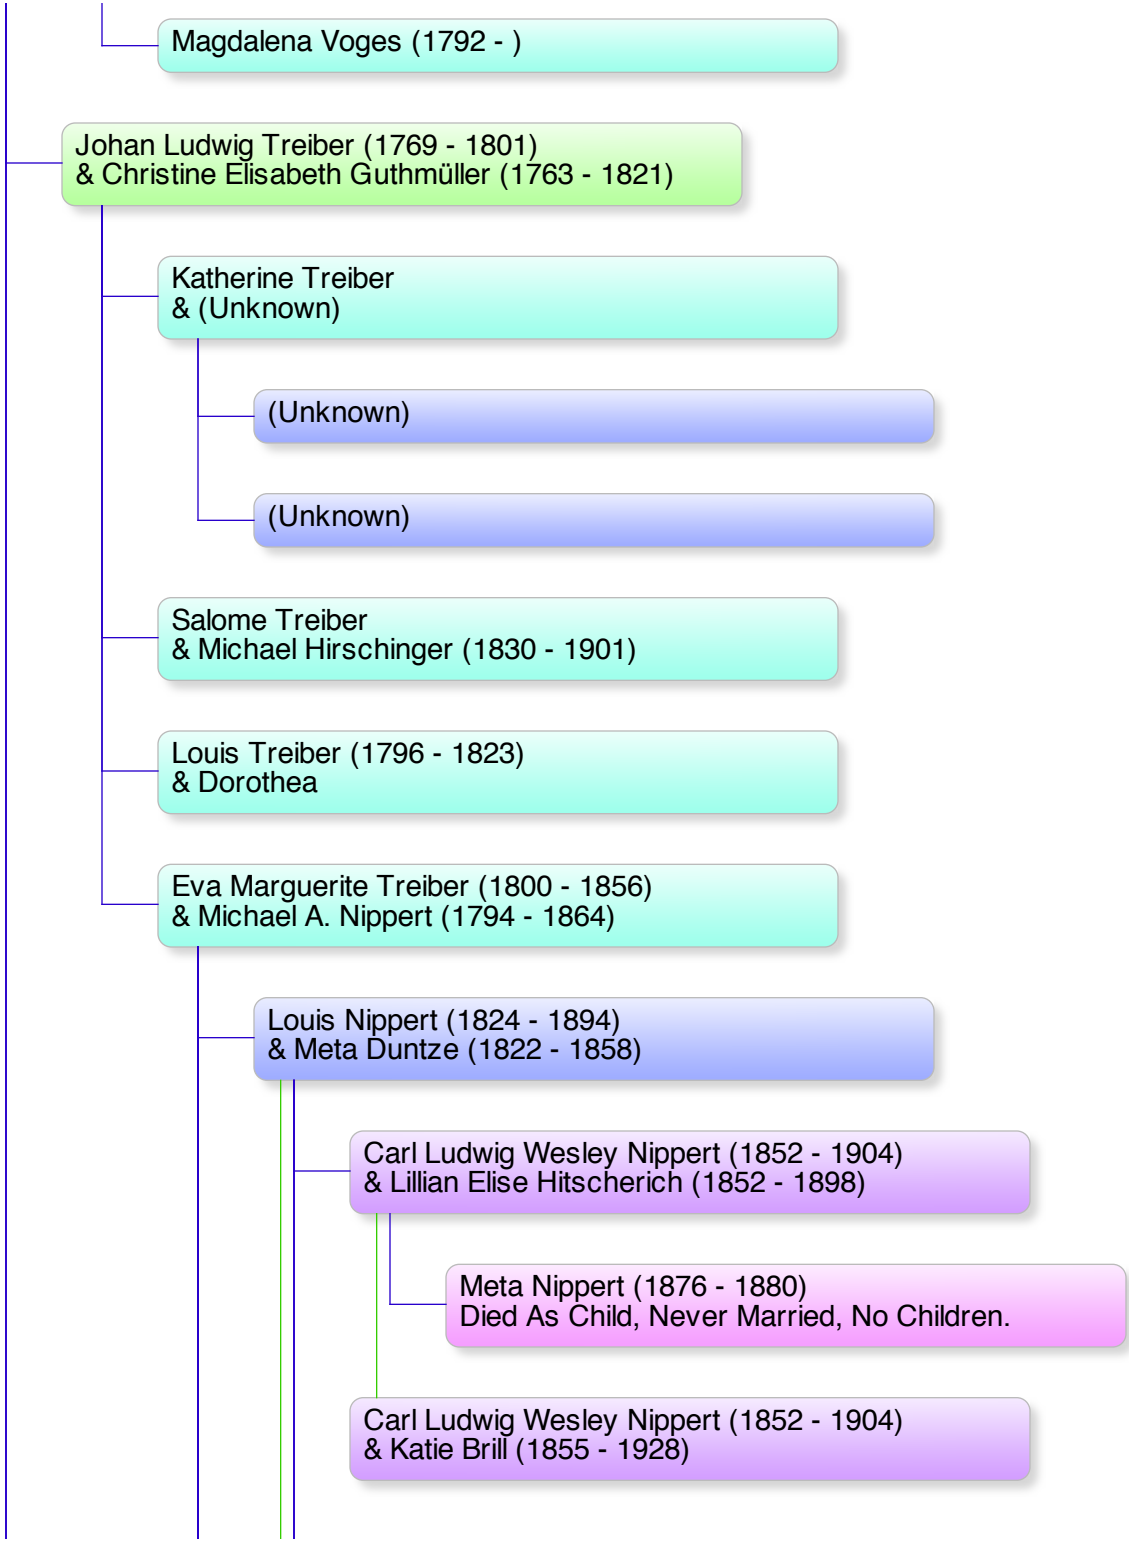 Magdalena Voges (1792 - )
Johan Ludwig Treiber (1769 - 1801)
& Christine Elisabeth Guthmüller (1763 - 1821)
Katherine Treiber
& (Unknown)
(Unknown)
(Unknown)
Salome Treiber
& Michael Hirschinger (1830 - 1901)
Louis Treiber (1796 - 1823)
& Dorothea
Eva Marguerite Treiber (1800 - 1856)
& Michael A. Nippert (1794 - 1864)
Louis Nippert (1824 - 1894)
& Meta Duntze (1822 - 1858)
Carl Ludwig Wesley Nippert (1852 - 1904)
& Lillian Elise Hitscherich (1852 - 1898)
Meta Nippert (1876 - 1880)
Died As Child, Never Married, No Children.
Carl Ludwig Wesley Nippert (1852 - 1904)
& Katie Brill (1855 - 1928)